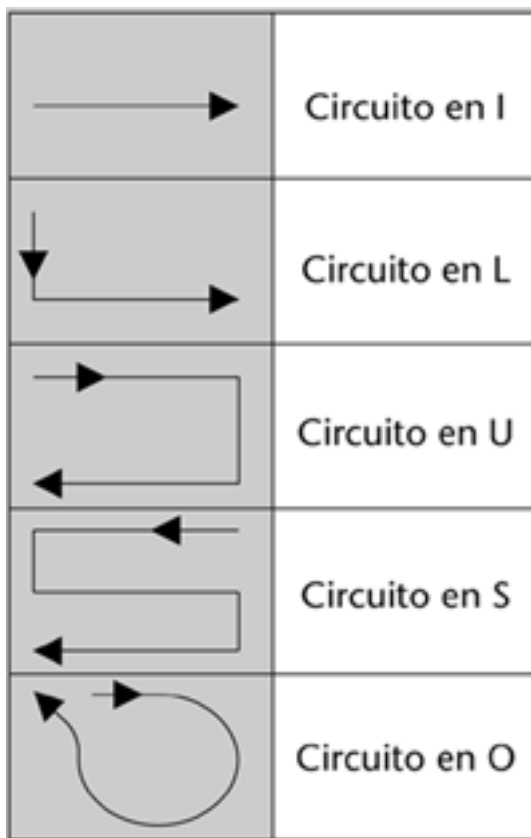 Circuito en I
Circuito en L
Circuito en U
Circuito en S
Circuito en O